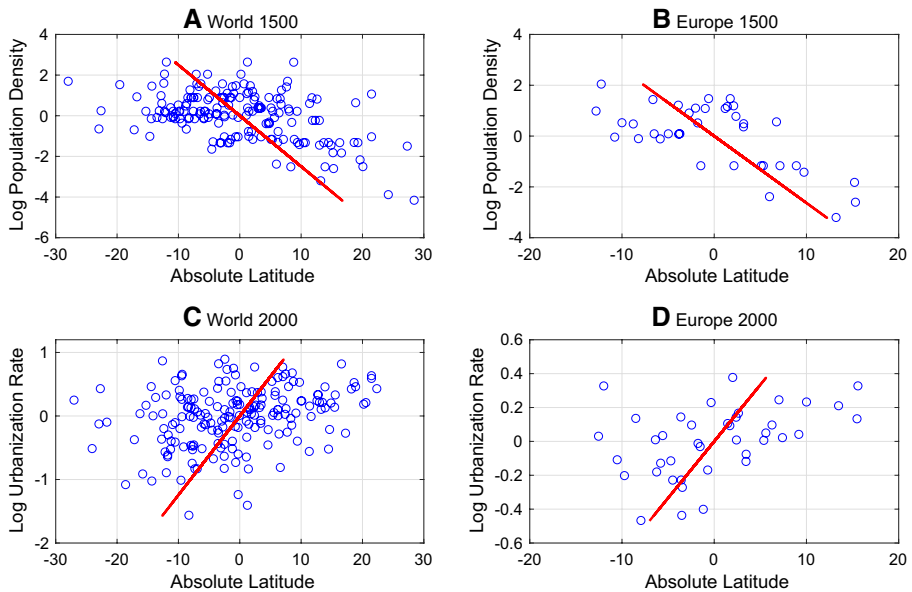 A World 1500
Log Population Density
4
2
0
-2
-4
-6
-30 -20 -10 0 10 20 30
Absolute Latitude
B Europe 1500
Log Population Density
4
2
0
-2
-4
-20 -10 0 10 20
Absolute Latitude
C World 2000
Log Urbanization Rate
1
0
-1
-2
-30 -20 -10 0 10 20 30
Absolute Latitude
D Europe 2000
Log Urbanization Rate
0.6
0.4
0.2
0
-0.2
-0.4
-0.6
-20 -10 0 10 20
Absolute Latitude